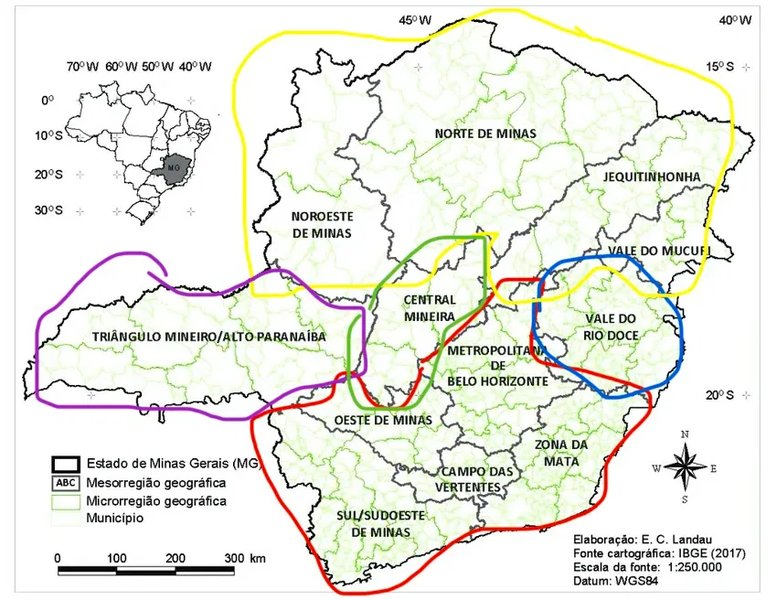 45°W
40°W
70°W 60°W 50°W 40°W
15°S
0°
10°S
20°S
30°S
MG
NORTE DE MINAS
JEQUITINHONHA
NOROESTE
DE MINAS
VALE DO MUCURI
CENTRAL
MINEIRA
TRIÂNGULO MINEIRO/ALTO PARANAÍBA
VALE DO
RIO DOCE
METROPOLITANA
DE
BELO HORIZONTE
20°S
OESTE DE MINAS
ZONA DA
MATA
CAMPO DAS
VERTENTES
SUL/SUDOESTE
DE MINAS
Estado de Minas Gerais (MG)
ABC Mesorregião geográfica
Microrregião geográfica
Município
0 100 200 300 km
N
W E
S
Elaboração: E. C. Landau
Fonte cartográfica: IBGE (2017)
Escala da fonte: 1:250.000
Datum: WGS84